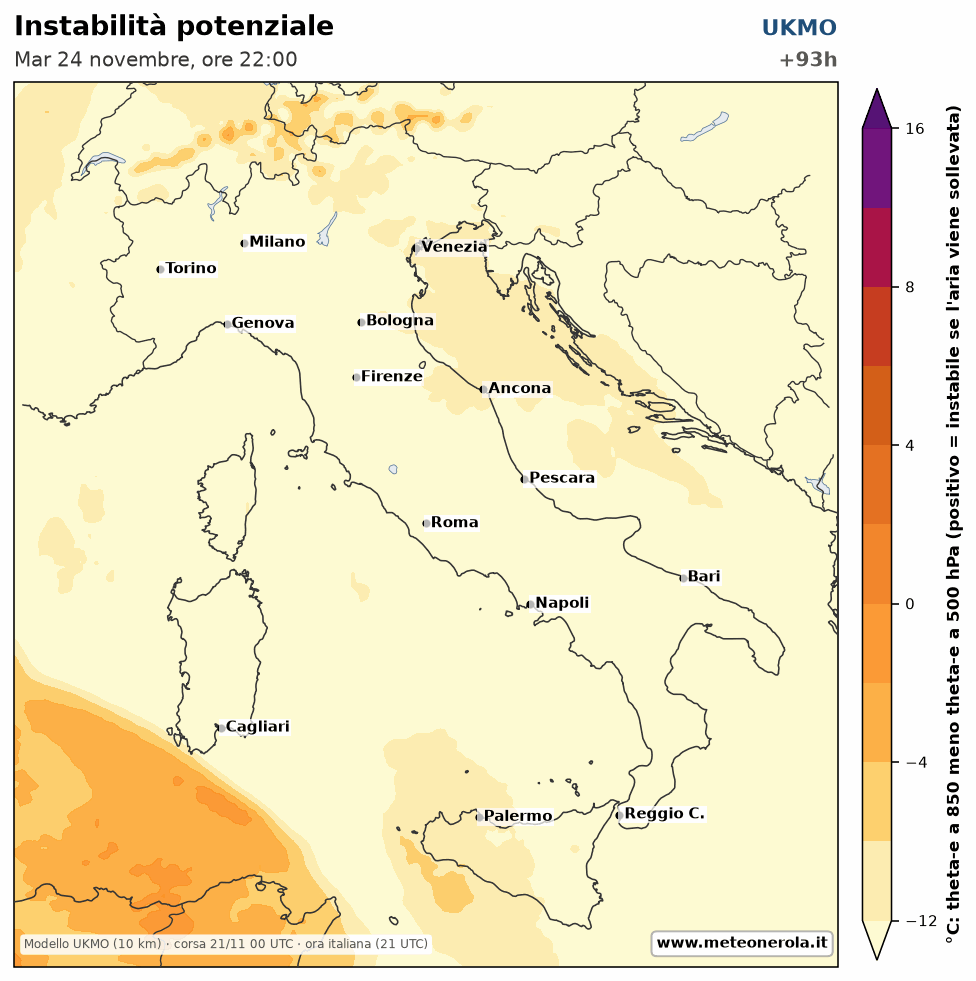 Instabilità potenziale
UKMO
Mar 24 novembre, ore 22:00
+93h
Milano
Venezia
Torino
Genova
Bologna
Firenze
Ancona
Pescara
Roma
Bari
Napoli
Cagliari
Palermo
Reggio C.
16
8
4
0
−4
−12
°C: theta-e a 850 meno theta-e a 500 hPa (positivo = instabile se l'aria viene sollevata)
Modello UKMO (10 km) · corsa 21/11 00 UTC · ora italiana (21 UTC)
www.meteonerola.it